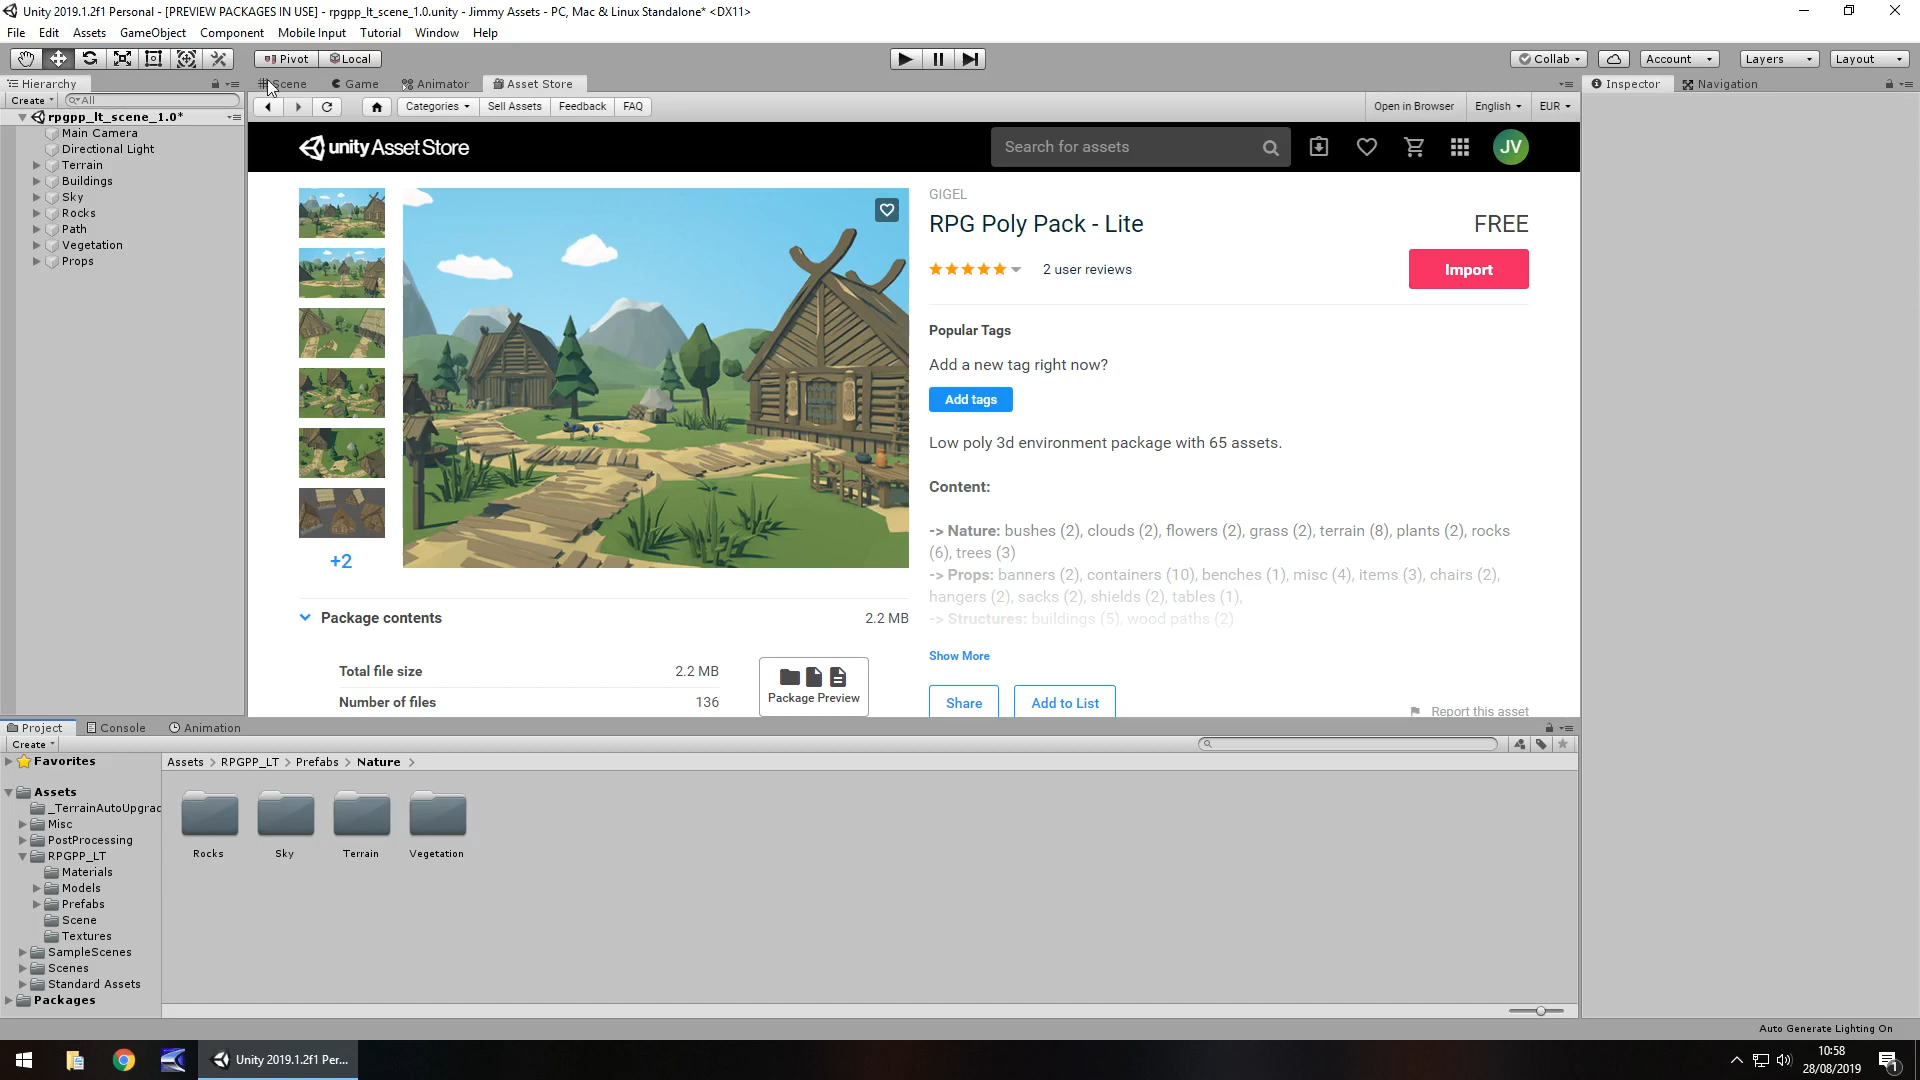 Unity 2019.1.2f1 Personal - [PREVIEW PACKAGES IN USE] - rpgpp_lt_scene_1.0.unity - Jimmy Assets - PC, Mac & Linux Standalone* <DX11>
File Edit Assets GameObject Component Mobile Input Tutorial Window Help
Pivot Local Collab Account Layers Layout
Hierarchy Scene Game Animator Asset Store Inspector Navigation
Create All Categories Sell Assets Feedback FAQ Open in Browser English EUR
rpgpp_lt_scene_1.0*
Main Camera
Directional Light
Terrain
Buildings
Sky
Rocks
Path
Vegetation
Props
unity Asset Store Search for assets JV
GIGEL
RPG Poly Pack - Lite FREE
2 user reviews Import
Popular Tags
Add a new tag right now?
Add tags
Low poly 3d environment package with 65 assets.
Content:
-> Nature: bushes (2), clouds (2), flowers (2), grass (2), terrain (8), plants (2), rocks
(6), trees (3)
-> Props: banners (2), containers (10), benches (1), misc (4), items (3), chairs (2),
hangers (2), sacks (2), shields (2), tables (1),
-> Structures: buildings (5), wood paths (2)
Show More
Share Add to List Report this asset
+2
Package contents 2.2 MB
Total file size 2.2 MB
Number of files 136
Package Preview
Project Console Animation
Create
Favorites
Assets
_TerrainAutoUpgrac
Misc
PostProcessing
RPGPP_LT
Materials
Models
Prefabs
Scene
Textures
SampleScenes
Scenes
Standard Assets
Packages
Assets > RPGPP_LT > Prefabs > Nature >
Rocks Sky Terrain Vegetation
Auto Generate Lighting On
Unity 2019.1.2f1 Per...
10:58
28/08/2019
1